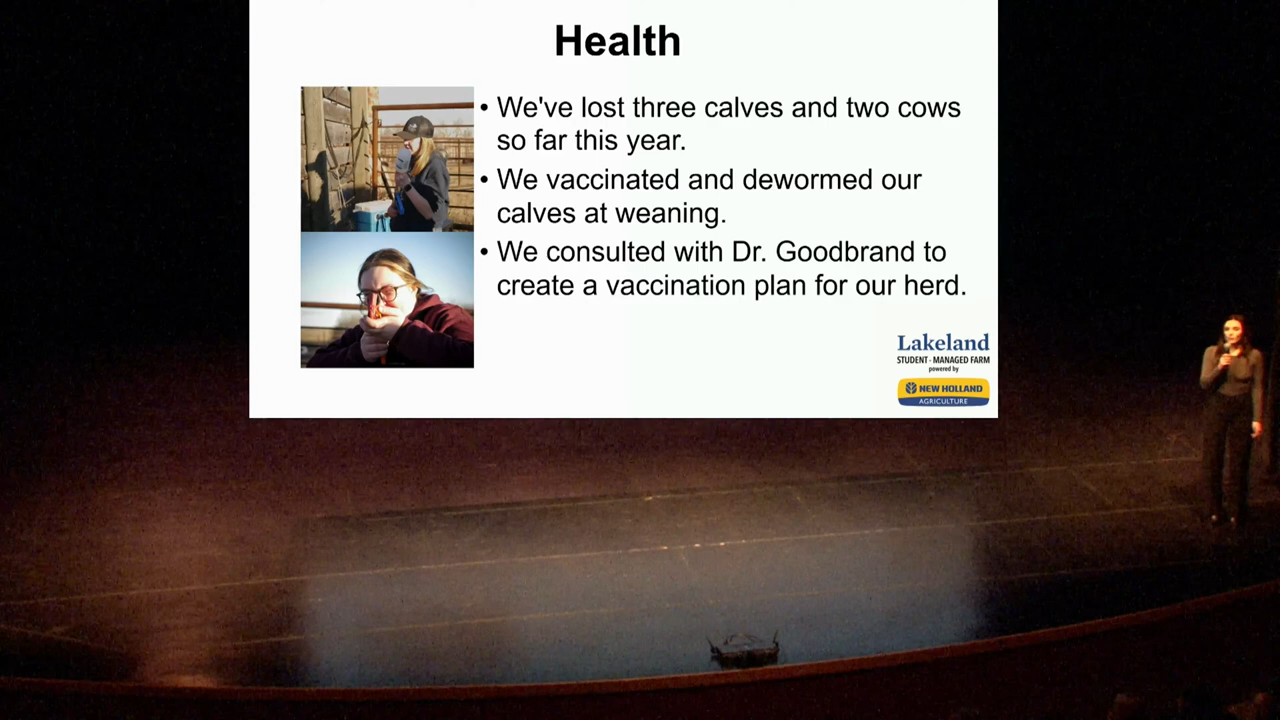 Health
• We've lost three calves and two cows
so far this year.
• We vaccinated and dewormed our
calves at weaning.
• We consulted with Dr. Goodbrand to
create a vaccination plan for our herd.
Lakeland
STUDENT-MANAGED FARM
powered by
NEW HOLLAND
AGRICULTURE